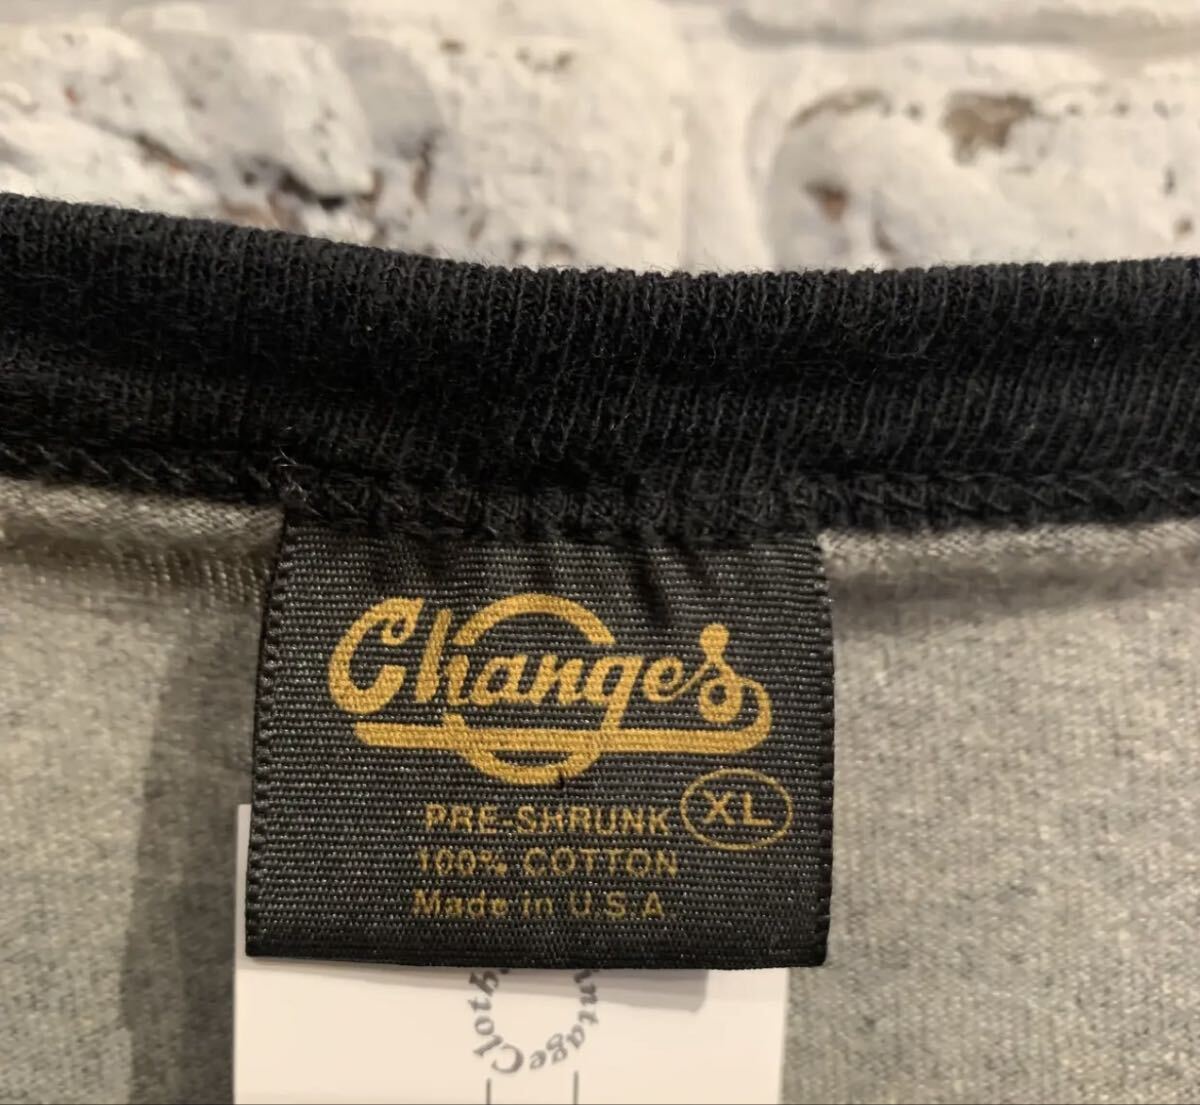 Changes
PRE-SHRUNK XL
100% COTTON
Made in U.S.A.